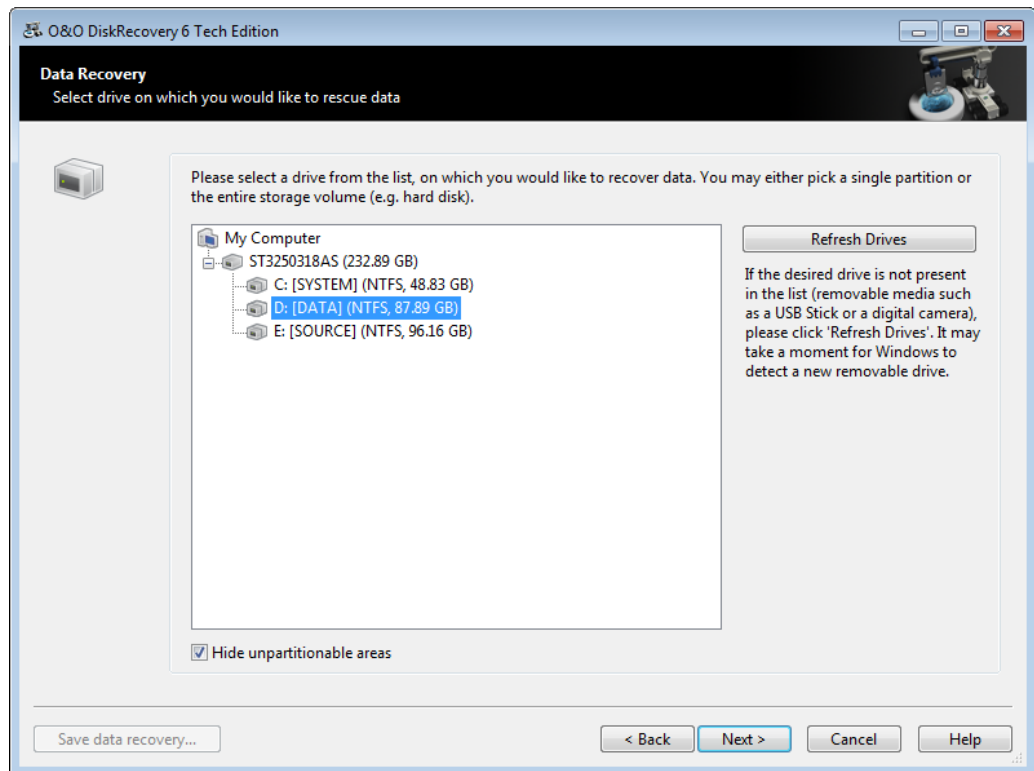 O&O DiskRecovery 6 Tech Edition
Data Recovery
Select drive on which you would like to rescue data
Please select a drive from the list, on which you would like to recover data. You may either pick a single partition or
the entire storage volume (e.g. hard disk).
My Computer
ST3250318AS (232.89 GB)
C: [SYSTEM] (NTFS, 48.83 GB)
D: [DATA] (NTFS, 87.89 GB)
E: [SOURCE] (NTFS, 96.16 GB)
Refresh Drives
If the desired drive is not present
in the list (removable media such
as a USB Stick or a digital camera),
please click 'Refresh Drives'. It may
take a moment for Windows to
detect a new removable drive.
Hide unpartitionable areas
Save data recovery...
< Back
Next >
Cancel
Help